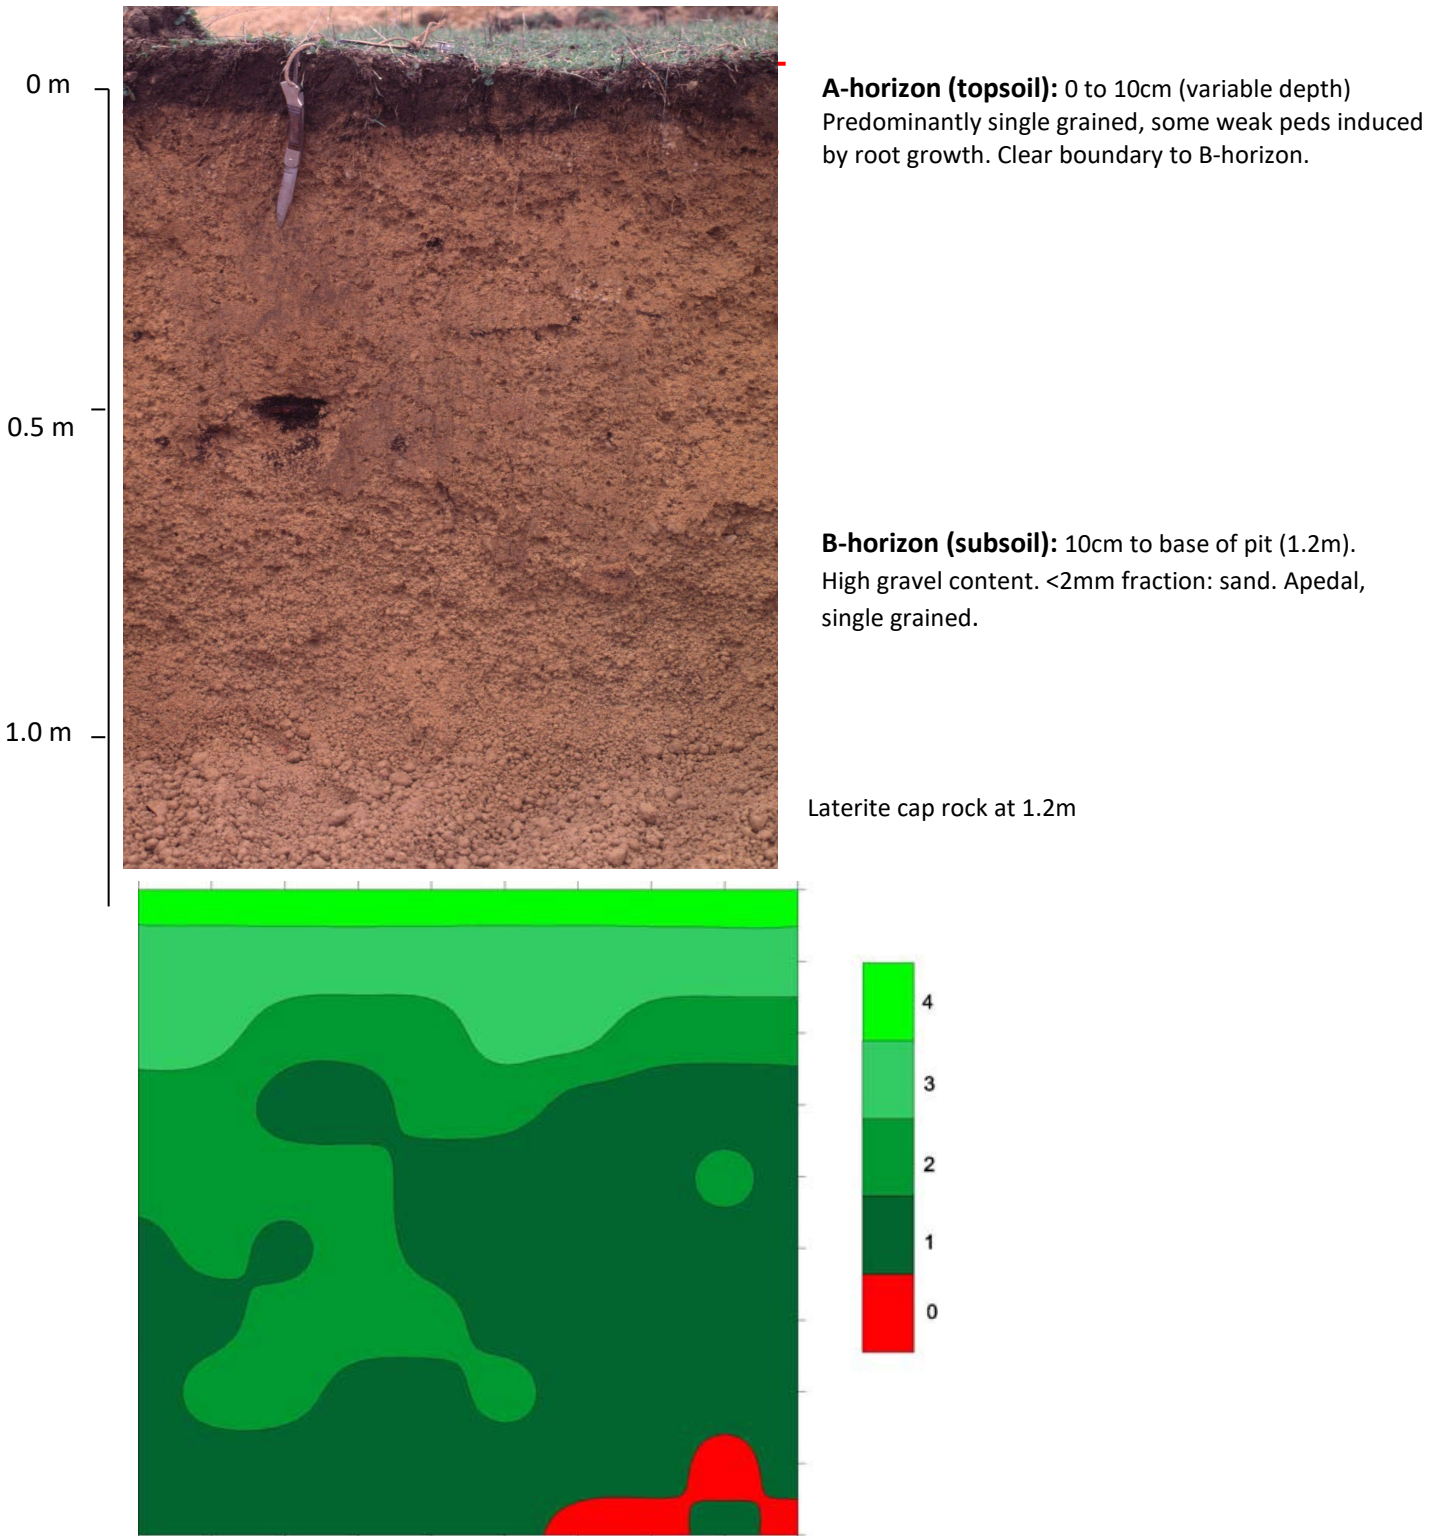 0 m
0.5 m
1.0 m
A-horizon (topsoil): 0 to 10cm (variable depth)
Predominantly single grained, some weak peds induced
by root growth. Clear boundary to B-horizon.
B-horizon (subsoil): 10cm to base of pit (1.2m).
High gravel content. <2mm fraction: sand. Apedal,
single grained.
Laterite cap rock at 1.2m
4
3
2
1
0